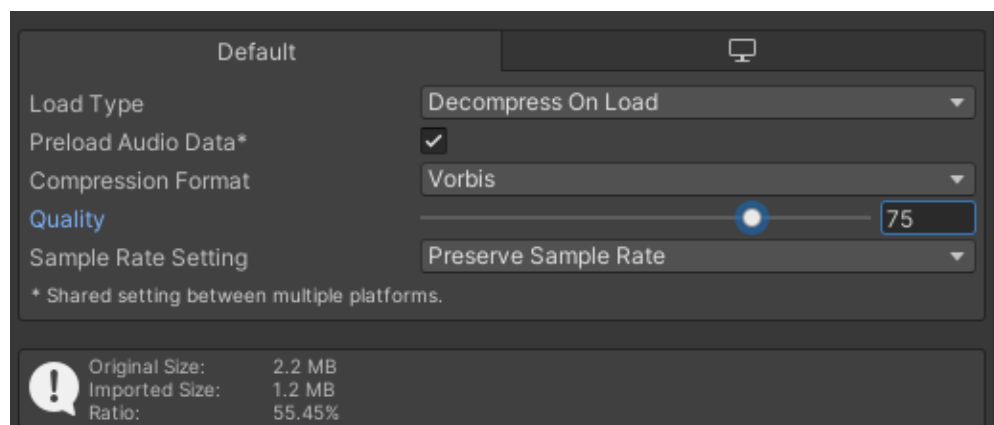 Default
Load Type Decompress On Load
Preload Audio Data*
Compression Format Vorbis
Quality 75
Sample Rate Setting Preserve Sample Rate
* Shared setting between multiple platforms.
Original Size: 2.2 MB
Imported Size: 1.2 MB
Ratio: 55.45%